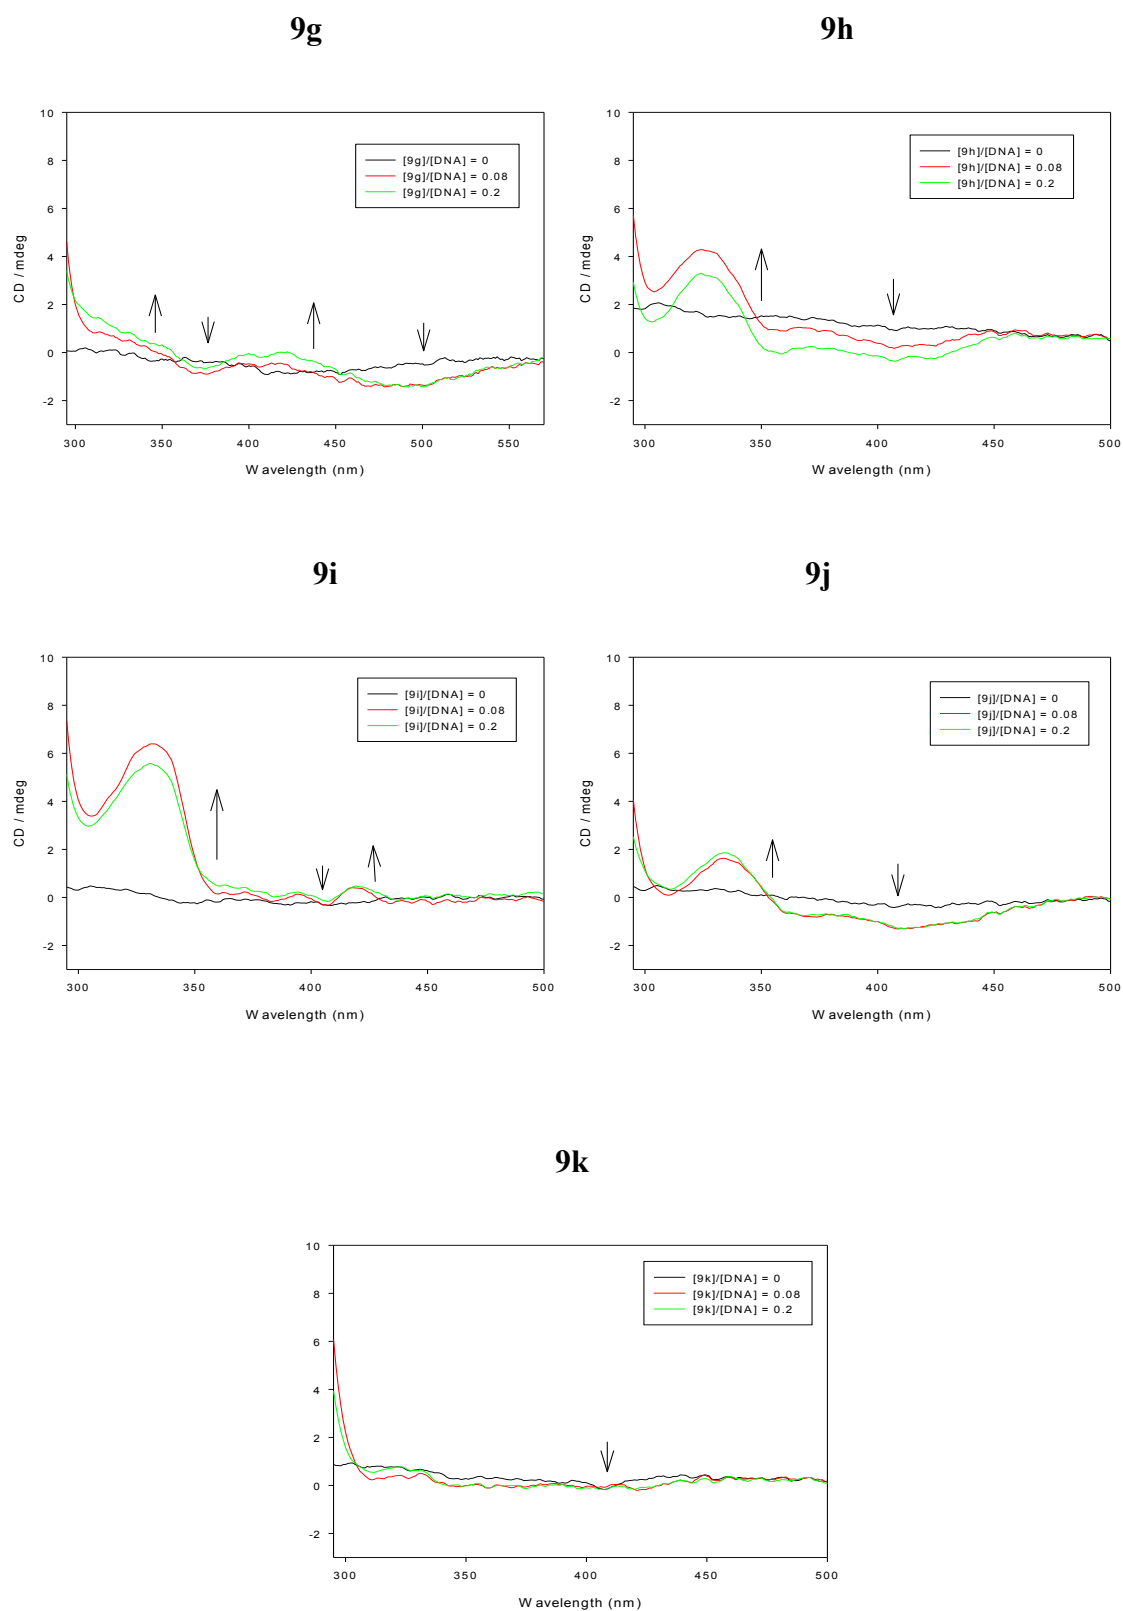 9g
9h
10
8
6
4
2
0
-2
CD / mdeg
[9g]/[DNA] = 0
[9g]/[DNA] = 0.08
[9g]/[DNA] = 0.2
300 350 400 450 500 550
Wavelength (nm)
10
8
6
4
2
0
-2
CD / mdeg
[9h]/[DNA] = 0
[9h]/[DNA] = 0.08
[9h]/[DNA] = 0.2
300 350 400 450 500
Wavelength (nm)
9i
9j
10
8
6
4
2
0
-2
CD / mdeg
[9i]/[DNA] = 0
[9i]/[DNA] = 0.08
[9i]/[DNA] = 0.2
300 350 400 450 500
Wavelength (nm)
10
8
6
4
2
0
-2
CD / mdeg
[9j]/[DNA] = 0
[9j]/[DNA] = 0.08
[9j]/[DNA] = 0.2
300 350 400 450 500
Wavelength (nm)
9k
10
8
6
4
2
0
-2
[9k]/[DNA] = 0
[9k]/[DNA] = 0.08
[9k]/[DNA] = 0.2
300 350 400 450 500
Wavelength (nm)